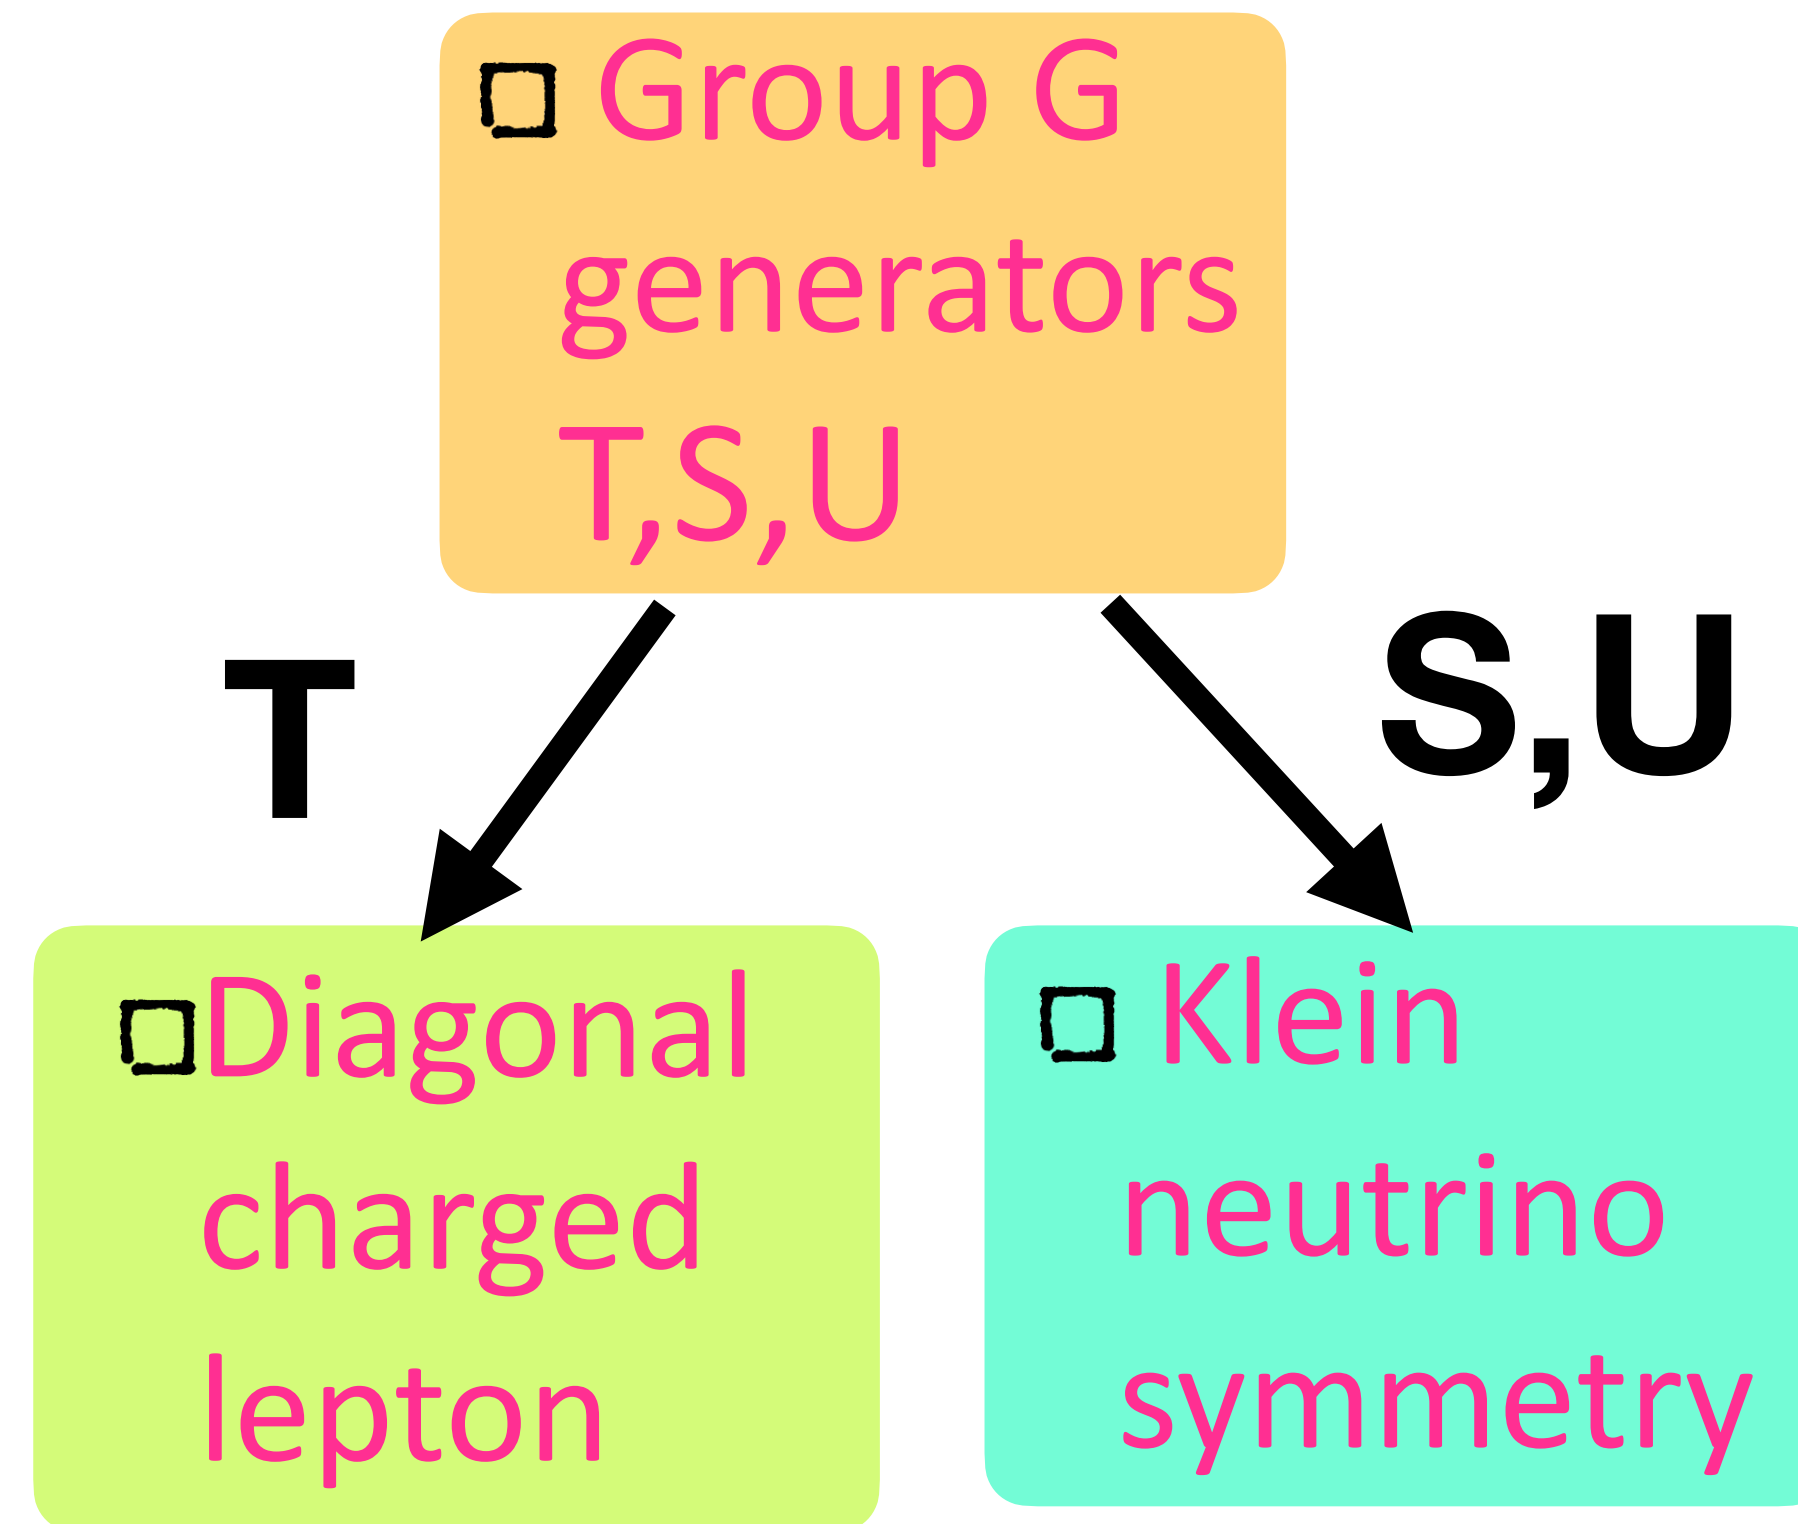 Group G
generators
T,S,U
T
S,U
Diagonal
charged
lepton
Klein
neutrino
symmetry